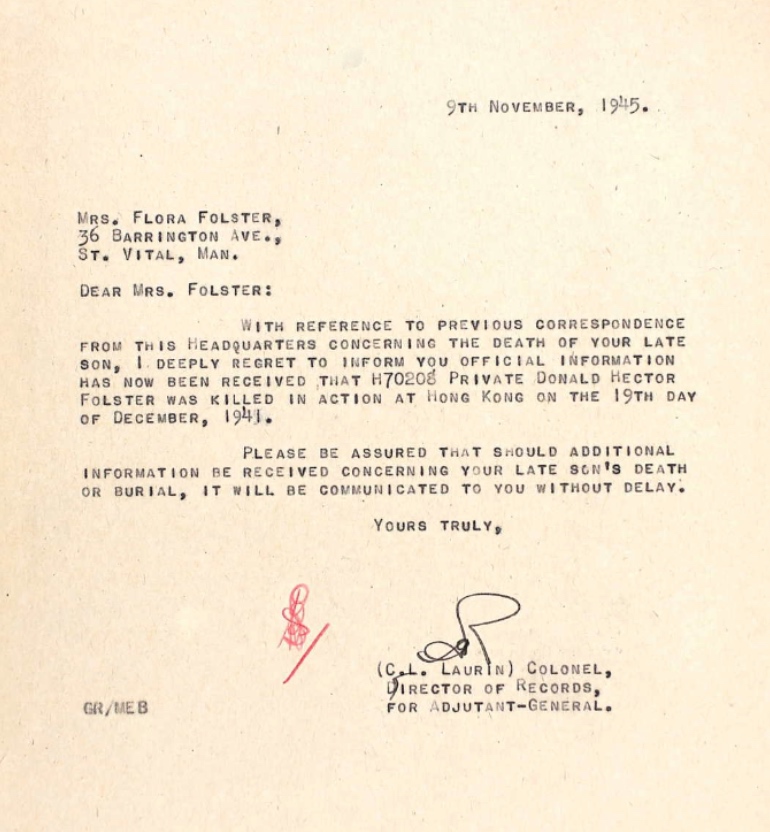 9TH NOVEMBER, 1945.
MRS. FLORA FOLSTER,
36 BARRINGTON AVE.,
ST. VITAL, MAN.
DEAR MRS. FOLSTER:
WITH REFERENCE TO PREVIOUS CORRESPONDENCE
FROM THIS HEADQUARTERS CONCERNING THE DEATH OF YOUR LATE
SON, I DEEPLY REGRET TO INFORM YOU OFFICIAL INFORMATION
HAS NOW BEEN RECEIVED THAT H70208 PRIVATE DONALD HECTOR
FOLSTER WAS KILLED IN ACTION AT HONG KONG ON THE 19TH DAY
OF DECEMBER, 1941.
PLEASE BE ASSURED THAT SHOULD ADDITIONAL
INFORMATION BE RECEIVED CONCERNING YOUR LATE SON'S DEATH
OR BURIAL, IT WILL BE COMMUNICATED TO YOU WITHOUT DELAY.
YOURS TRULY,
(C.L. LAURIN) COLONEL,
DIRECTOR OF RECORDS,
FOR ADJUTANT-GENERAL.
GR/MEB